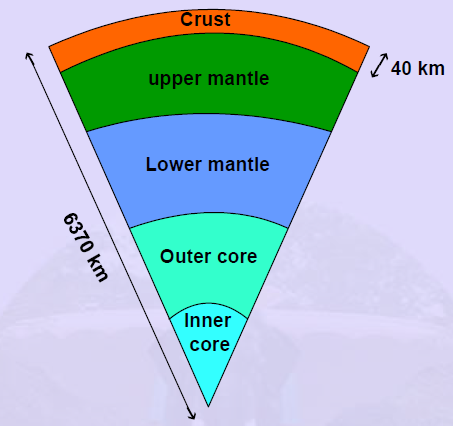 Crust
40 km
upper mantle
Lower mantle
6370 km
Outer core
Inner
core